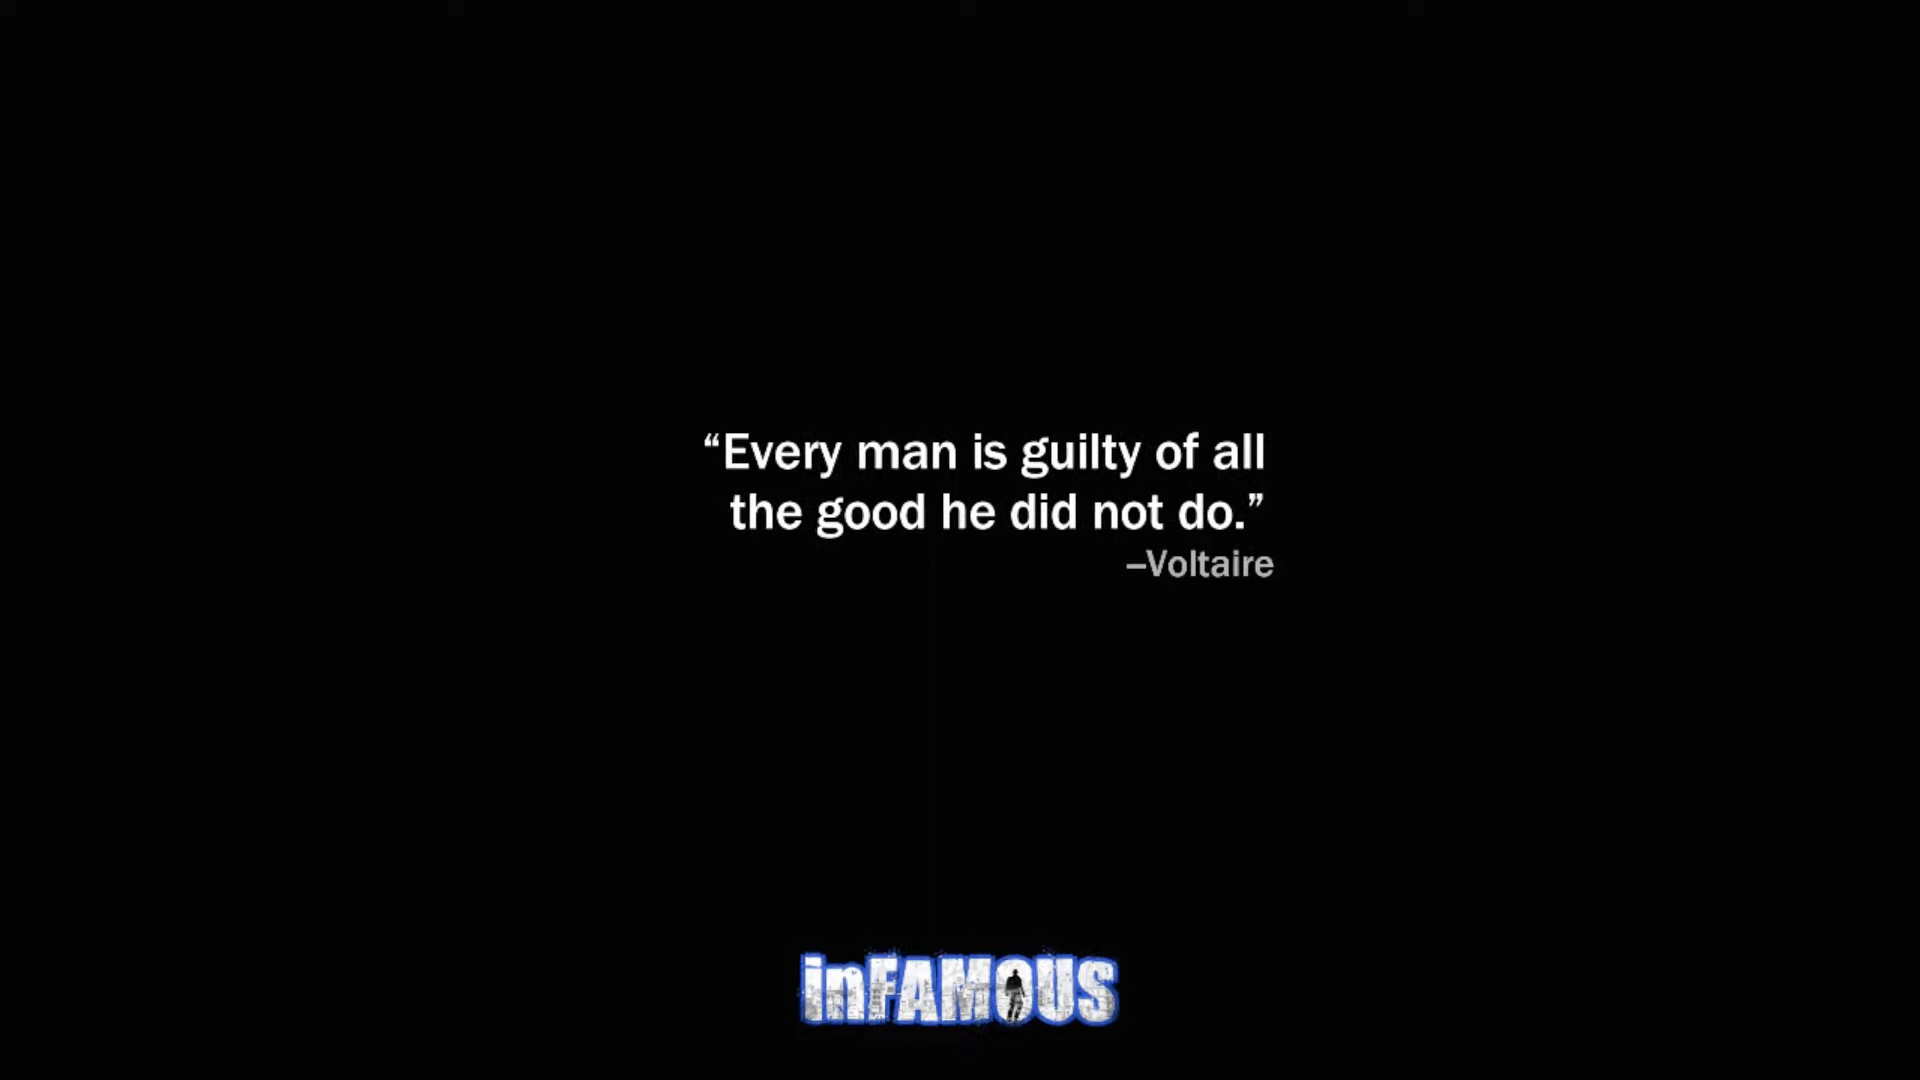 “Every man is guilty of all
the good he did not do.”
–Voltaire
inFAMOUS